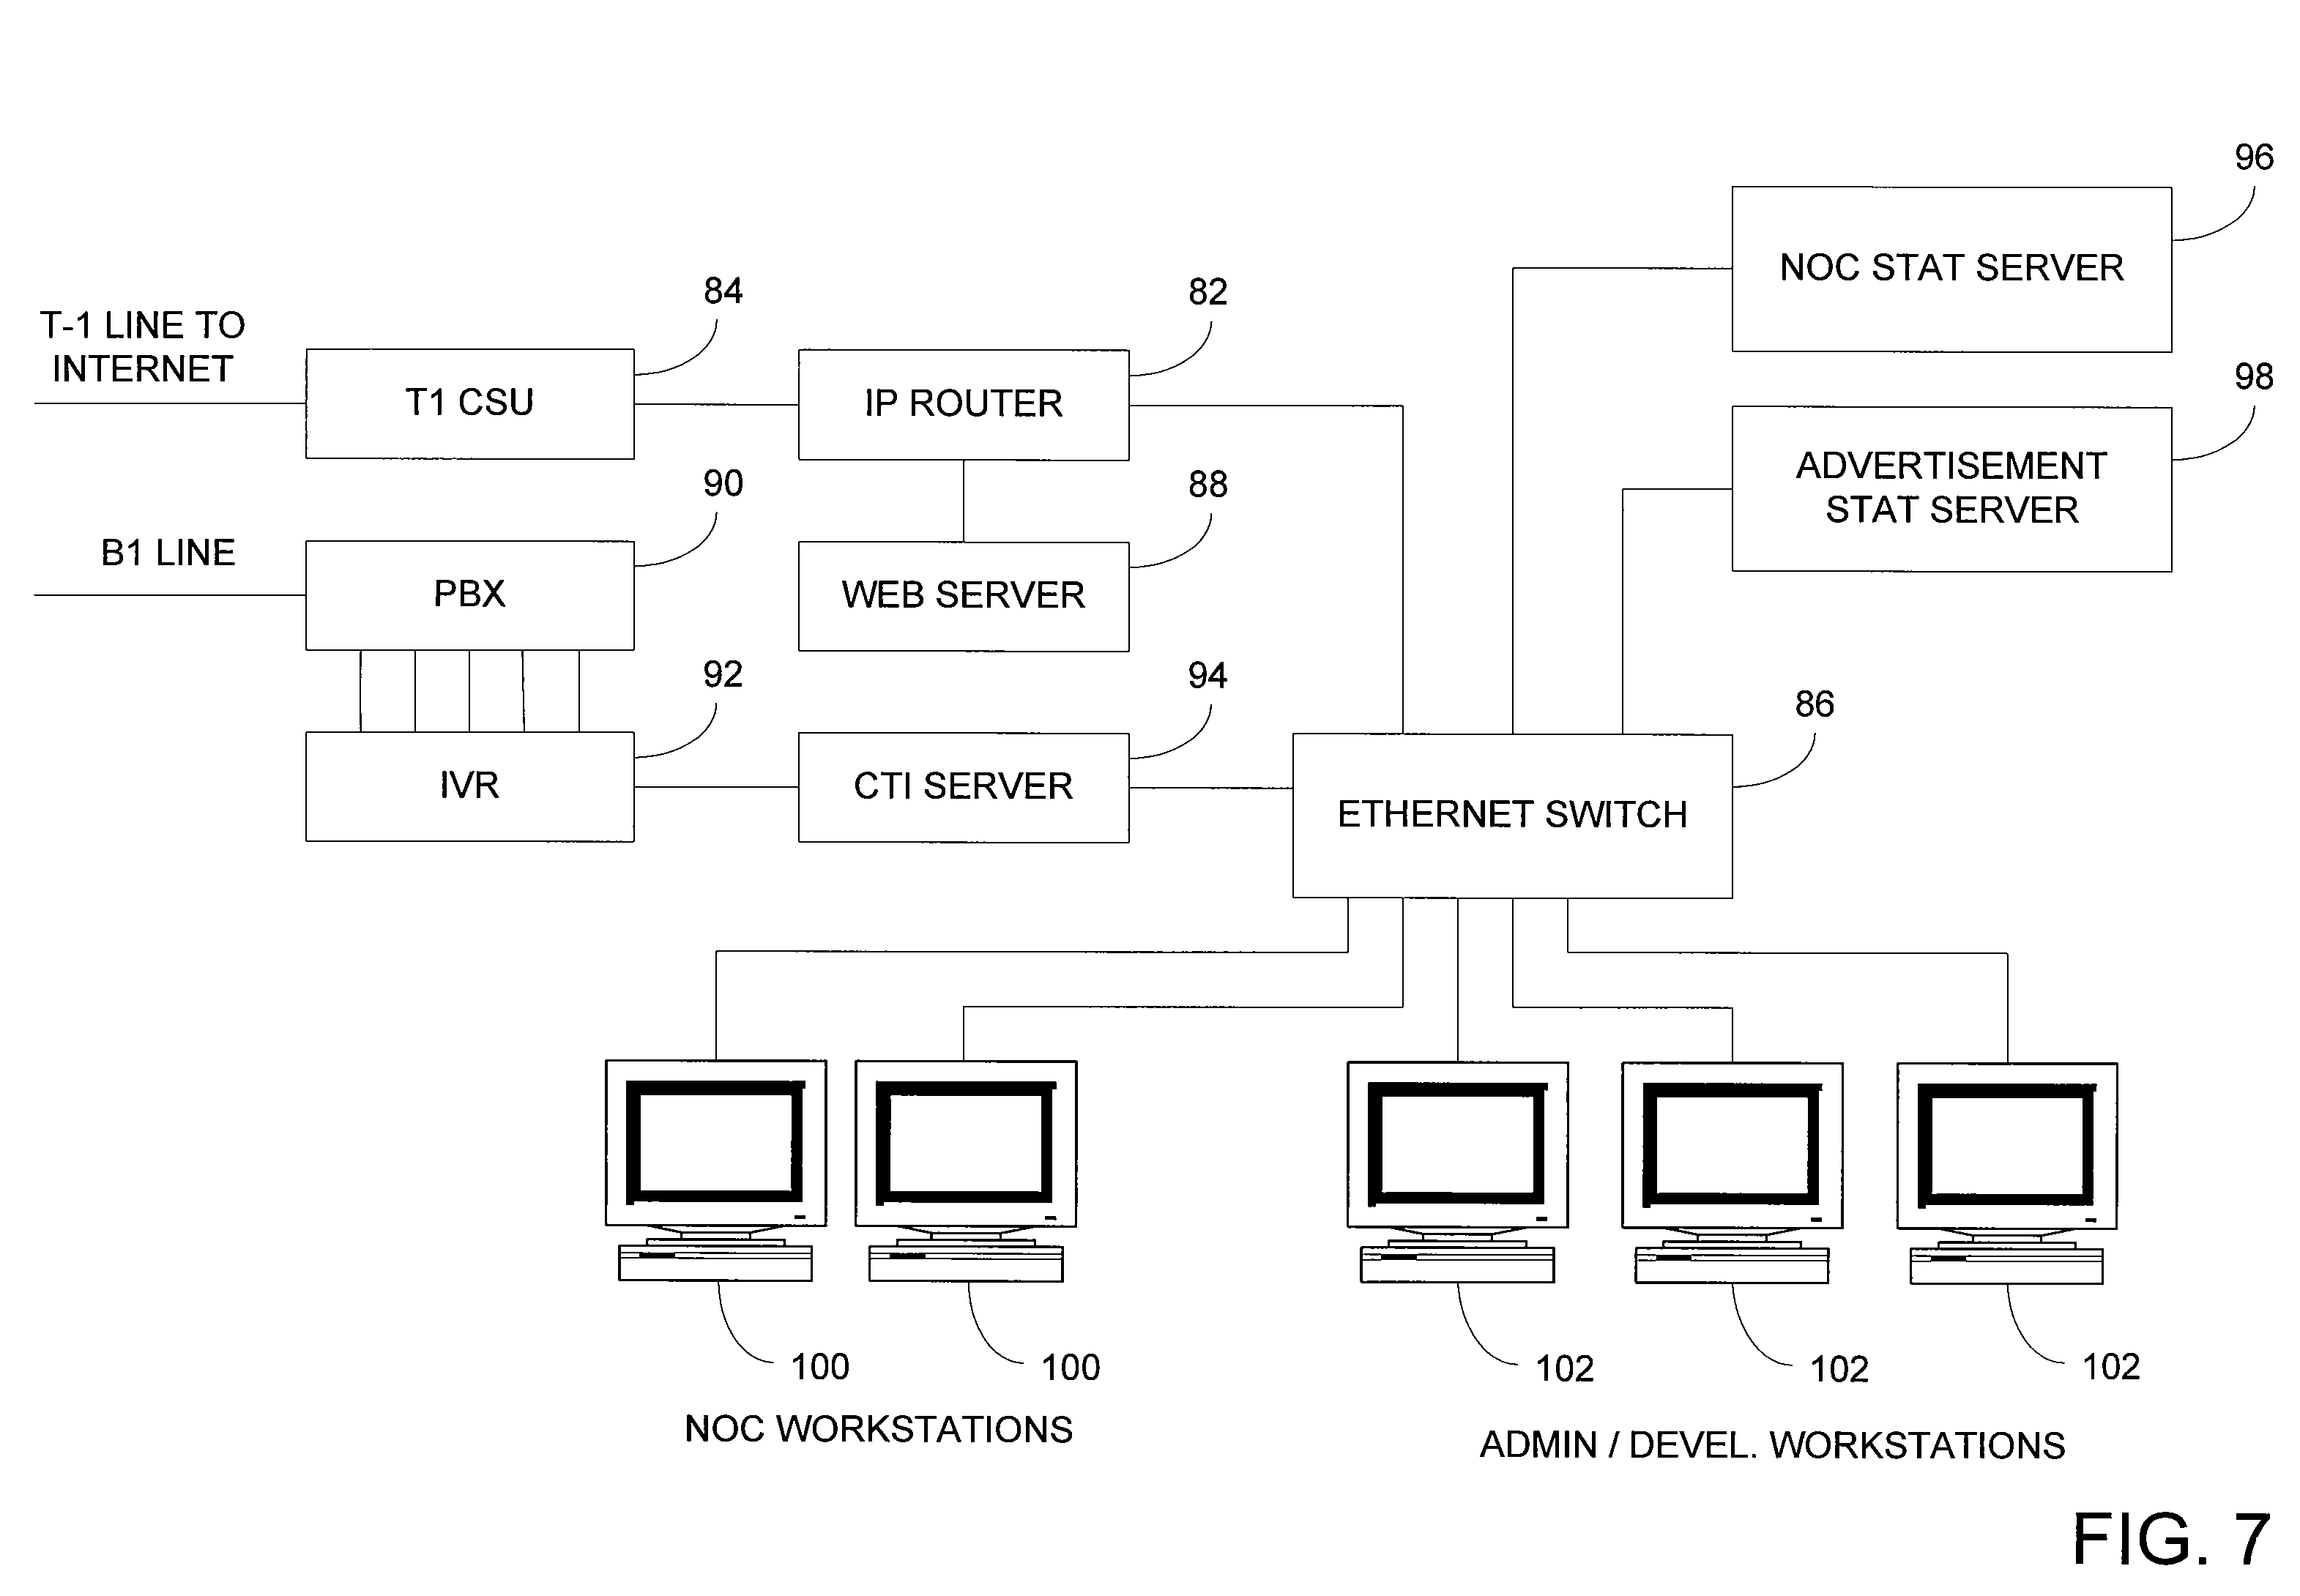 96
NOC STAT SERVER
84
82
T-1 LINE TO
INTERNET
T1 CSU
IP ROUTER
98
ADVERTISEMENT
STAT SERVER
90
88
B1 LINE
PBX
WEB SERVER
92
94
86
IVR
CTI SERVER
ETHERNET SWITCH
100
100
102
102
102
NOC WORKSTATIONS
ADMIN / DEVEL. WORKSTATIONS
FIG. 7